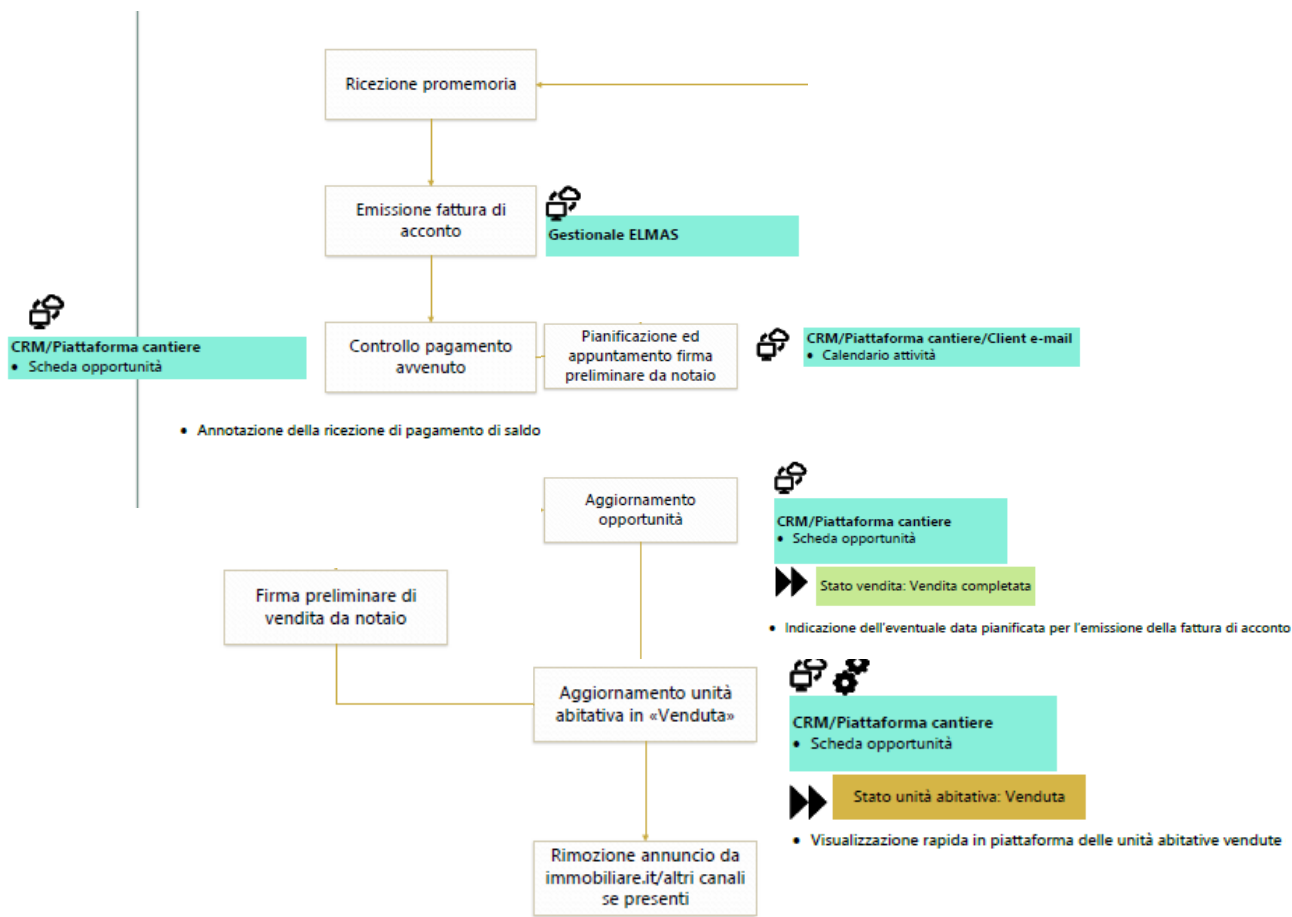 Ricezione promemoria
Emissione fattura di
acconto
Gestionale ELMAS
CRM/Piattaforma cantiere
• Scheda opportunità
Controllo pagamento
avvenuto
Pianificazione ed
appuntamento firma
preliminare da notaio
CRM/Piattaforma cantiere/Client e-mail
• Calendario attività
• Annotazione della ricezione di pagamento di saldo
Aggiornamento
opportunità
CRM/Piattaforma cantiere
• Scheda opportunità
Stato vendita: Vendita completata
• Indicazione dell'eventuale data pianificata per l'emissione della fattura di acconto
Firma preliminare di
vendita da notaio
Aggiornamento unità
abitativa in «Venduta»
CRM/Piattaforma cantiere
• Scheda opportunità
Stato unità abitativa: Venduta
• Visualizzazione rapida in piattaforma delle unità abitative vendute
Rimozione annuncio da
immobiliare.it/altri canali
se presenti